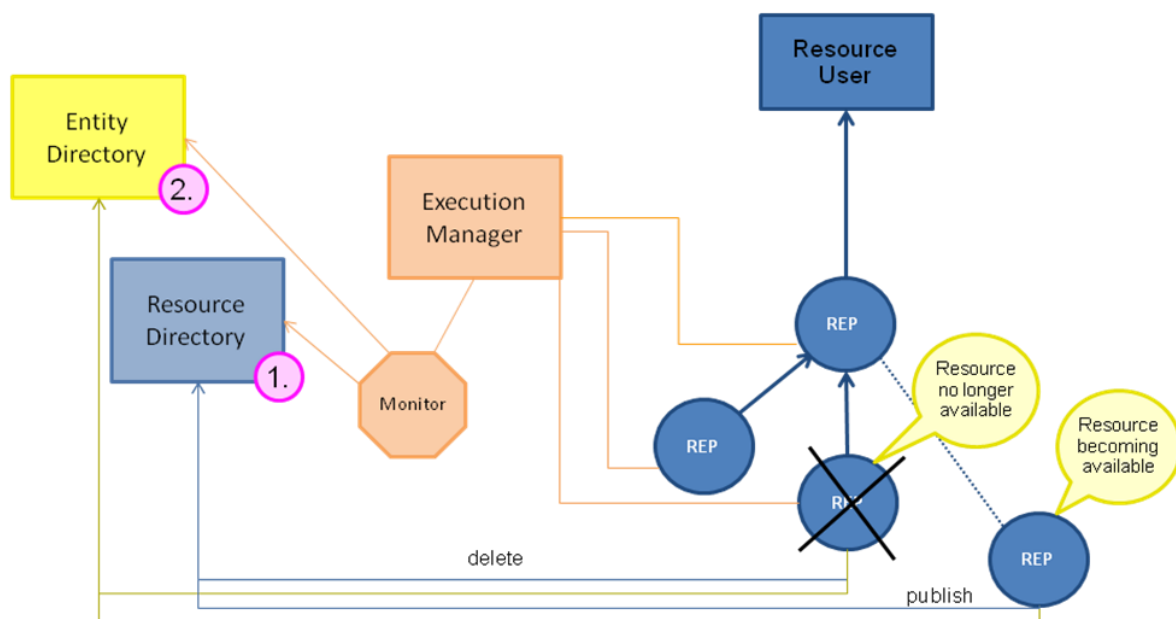 Resource
User
Entity
Directory
2.
Execution
Manager
Resource
Directory
1.
REP
Monitor
Resource
no longer
available
REP
Resource
becoming
available
REP
REP
delete
publish